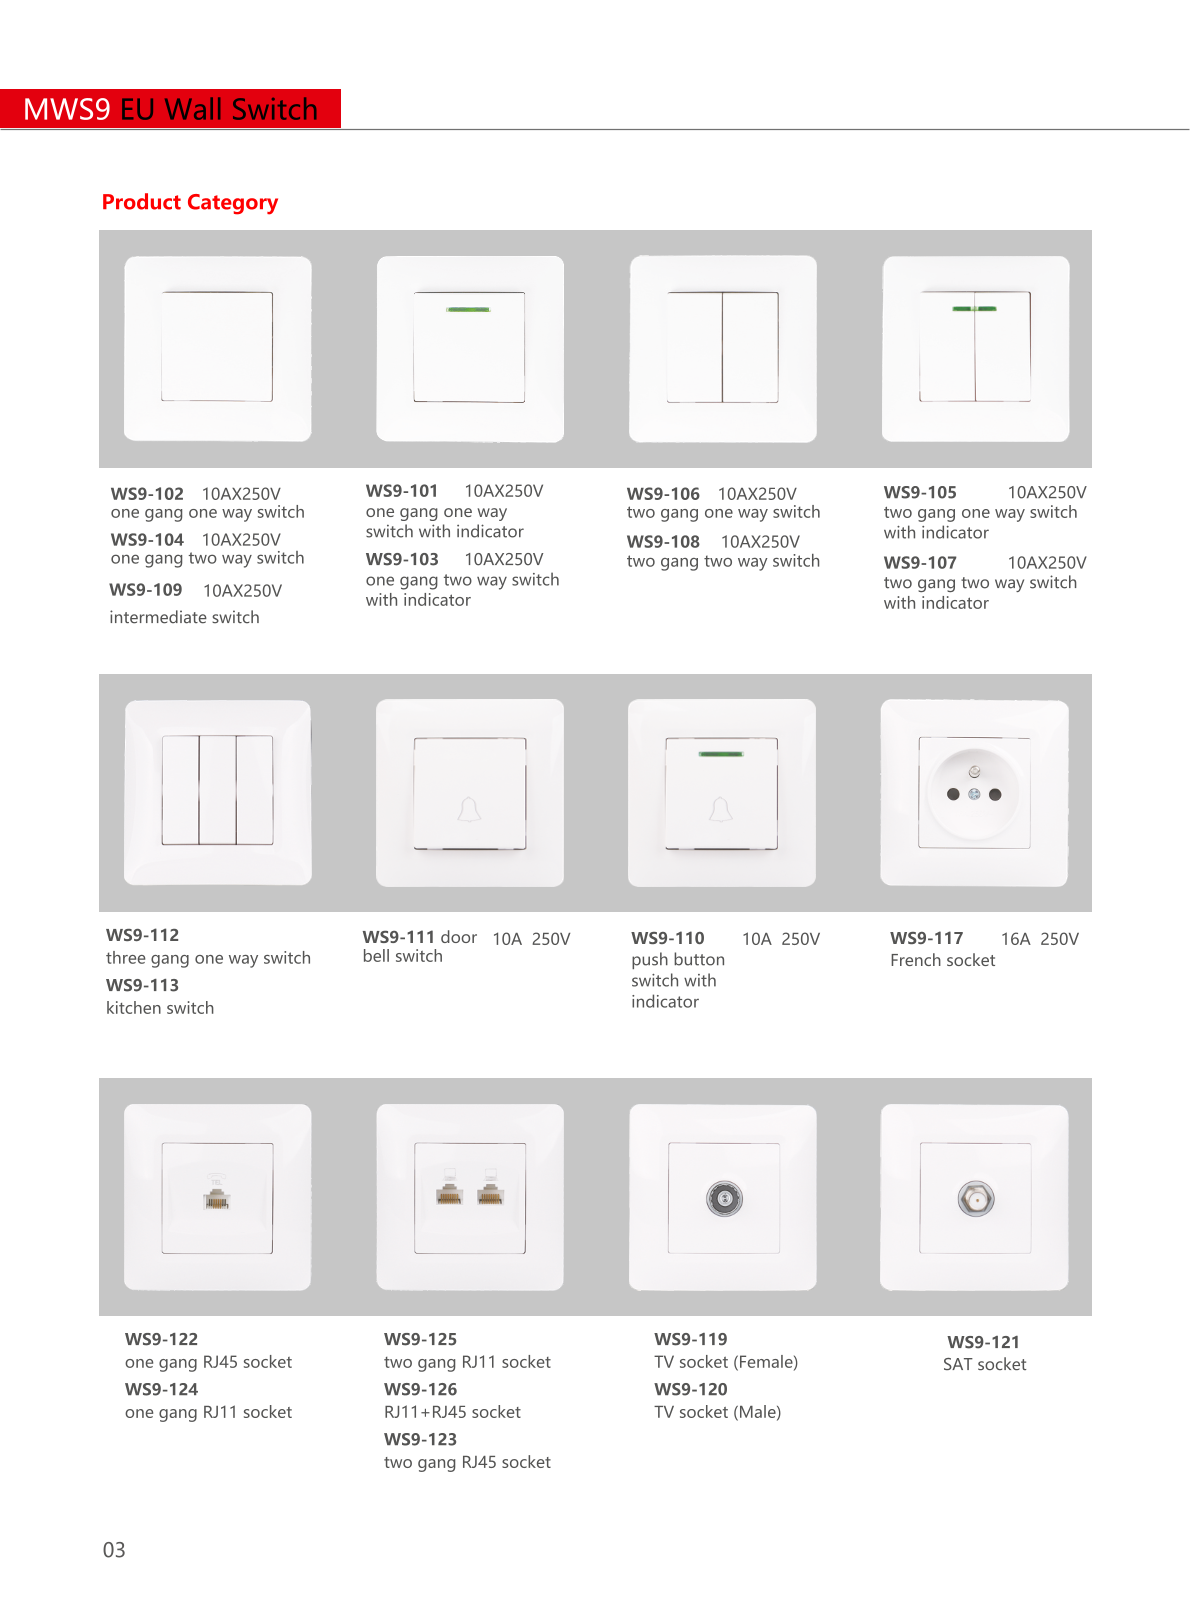 MWS9 EU Wall Switch
Product Category
WS9-102 10AX250V
one gang one way switch
WS9-104 10AX250V
one gang two way switch
WS9-109 10AX250V
intermediate switch
WS9-101 10AX250V
one gang one way
switch with indicator
WS9-103 10AX250V
one gang two way switch
with indicator
WS9-106 10AX250V
two gang one way switch
WS9-108 10AX250V
two gang two way switch
WS9-105 10AX250V
two gang one way switch
with indicator
WS9-107 10AX250V
two gang two way switch
with indicator
WS9-112
three gang one way switch
WS9-113
kitchen switch
WS9-111 door 10A 250V
bell switch
WS9-110 10A 250V
push button
switch with
indicator
WS9-117 16A 250V
French socket
TEL
WS9-122
one gang RJ45 socket
WS9-124
one gang RJ11 socket
WS9-125
two gang RJ11 socket
WS9-126
RJ11+RJ45 socket
WS9-123
two gang RJ45 socket
WS9-119
TV socket (Female)
WS9-120
TV socket (Male)
WS9-121
SAT socket
03